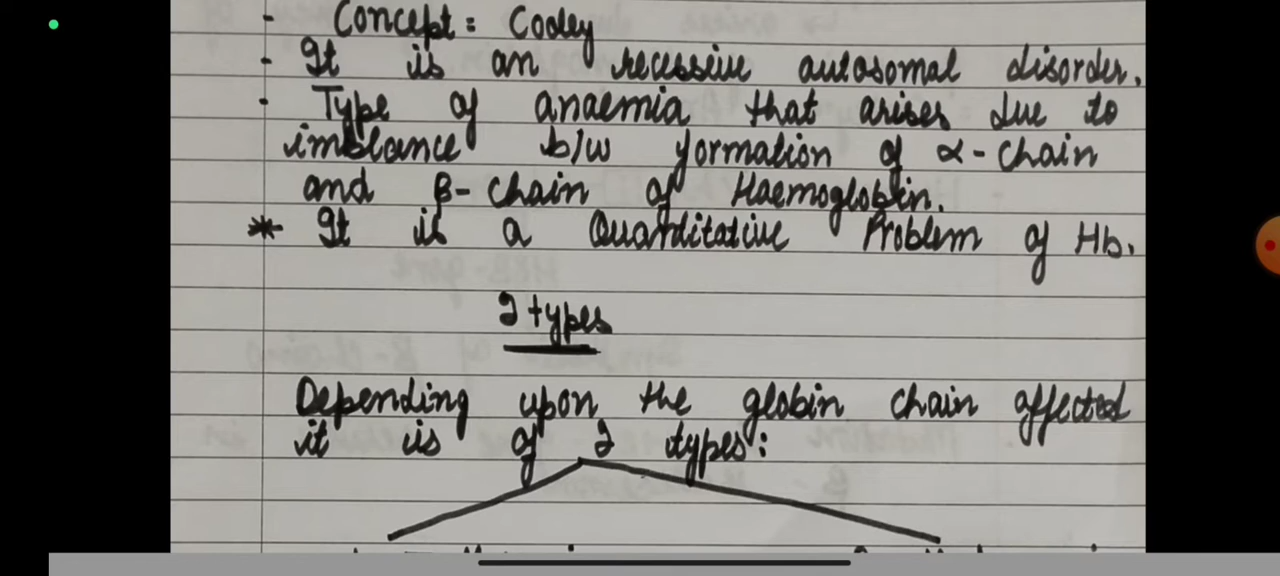 - Concept: Cooley
- It is an recessive autosomal disorder.
- Type of anaemia that arises due to
imblance b/w formation of α-chain
and β-chain of Haemoglobin.
* It is a Quantitative Problem of Hb.
2 types
Depending upon the globin chain affected
it is of 2 types: